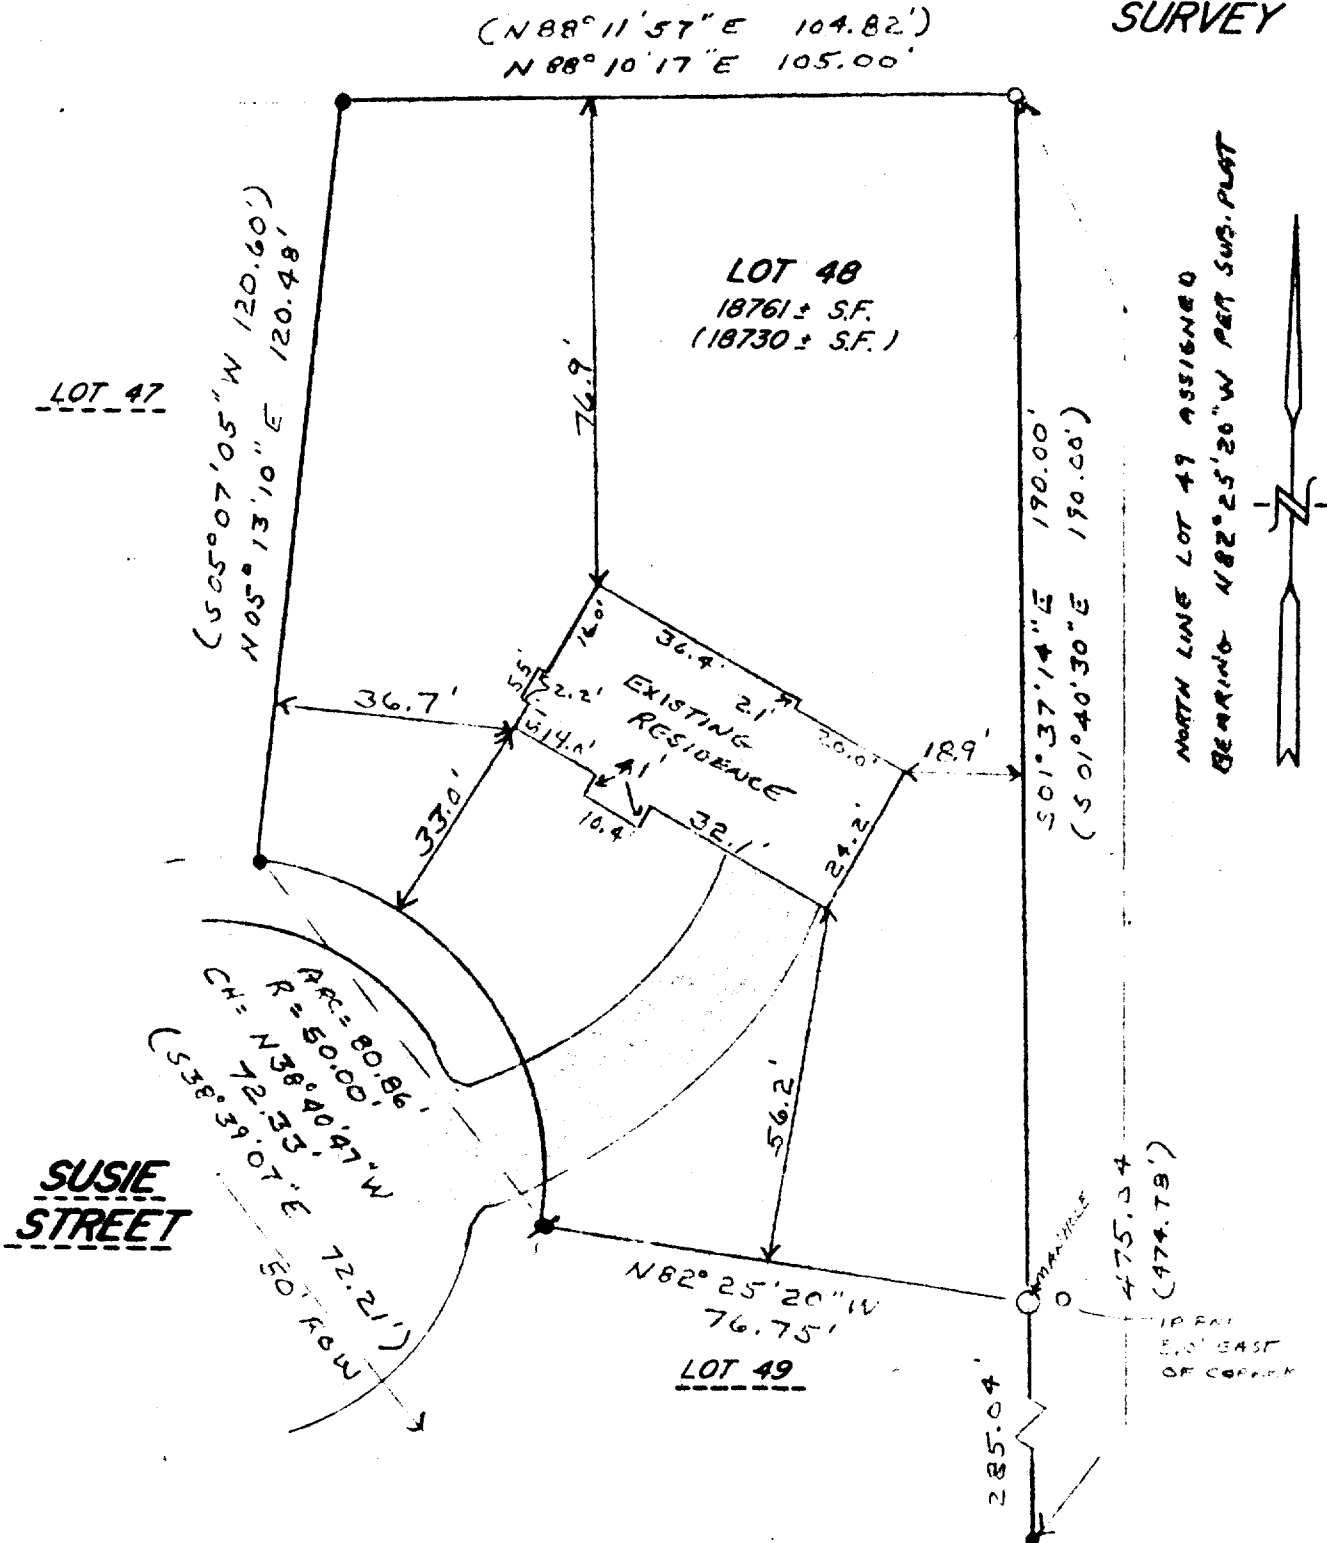 SURVEY
(N88°11'57"E 104.82')
N88°10'17"E 105.00'
LOT 48
18761± S.F.
(18730± S.F.)
LOT 47
(S05°07'05"W 120.60')
N05°13'10"E 120.48'
76.9'
S01°37'14"E 190.00'
(S01°40'30"E 190.00')
NORTH LINE LOT 49 ASSIGNED
BEARING N82°25'20"W PER SUB. PLAT
N
16.0'
36.4'
2.1'
20.0'
18.9'
5.5'
2.2'
5.5'
14.0'
EXISTING
RESIDENCE
10.4'
32.1'
24.2'
36.7'
33.0'
56.2'
ARC=80.86'
R=50.00'
CH=N38°40'47"W
72.33'
(S38°39'07"E 72.21')
50' ROW
SUSIE
STREET
N82°25'20"W
76.75'
LOT 49
MANHOLE
475.34
(474.78')
EAST
OF CORNER
285.04'